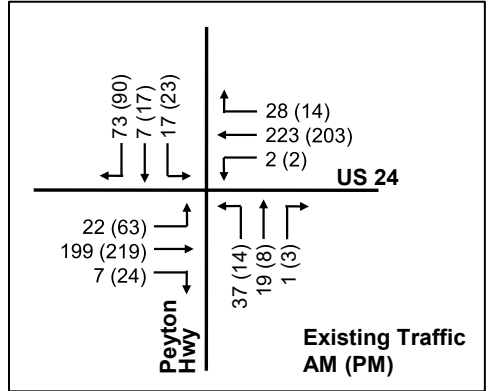 73 (90)
7 (17)
17 (23)
28 (14)
223 (203)
2 (2)
US 24
22 (63)
199 (219)
7 (24)
37 (14)
19 (8)
1 (3)
Peyton
Hwy
Existing Traffic
AM (PM)